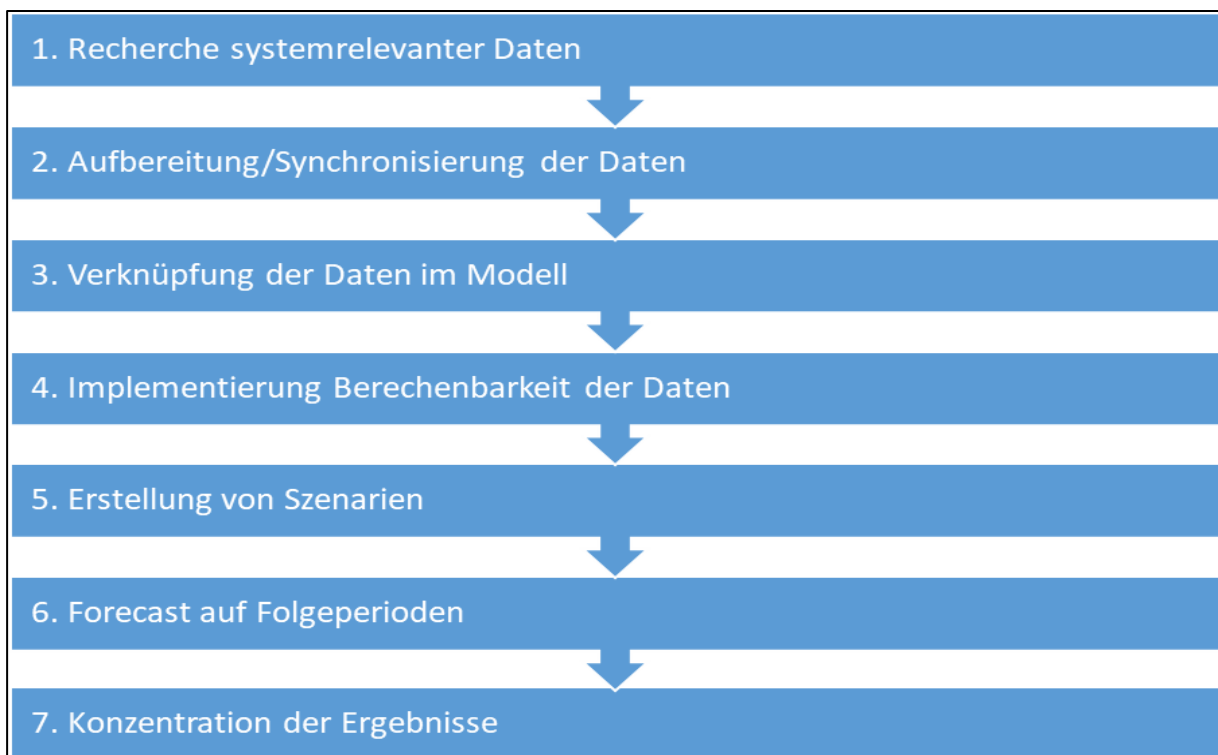 1. Recherche systemrelevanter Daten
2. Aufbereitung/Synchronisierung der Daten
3. Verknüpfung der Daten im Modell
4. Implementierung Berechenbarkeit der Daten
5. Erstellung von Szenarien
6. Forecast auf Folgeperioden
7. Konzentration der Ergebnisse